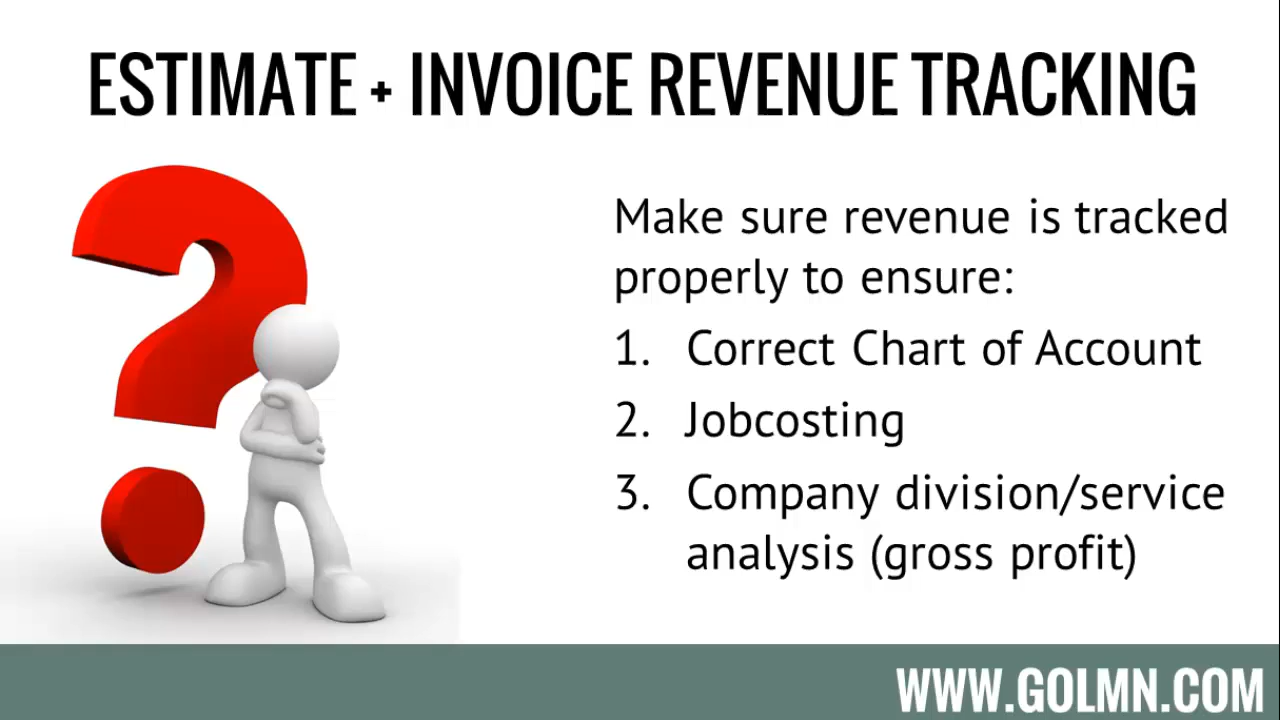 ESTIMATE + INVOICE REVENUE TRACKING
Make sure revenue is tracked
properly to ensure:
1. Correct Chart of Account
2. Jobcosting
3. Company division/service
analysis (gross profit)
WWW.GOLMN.COM